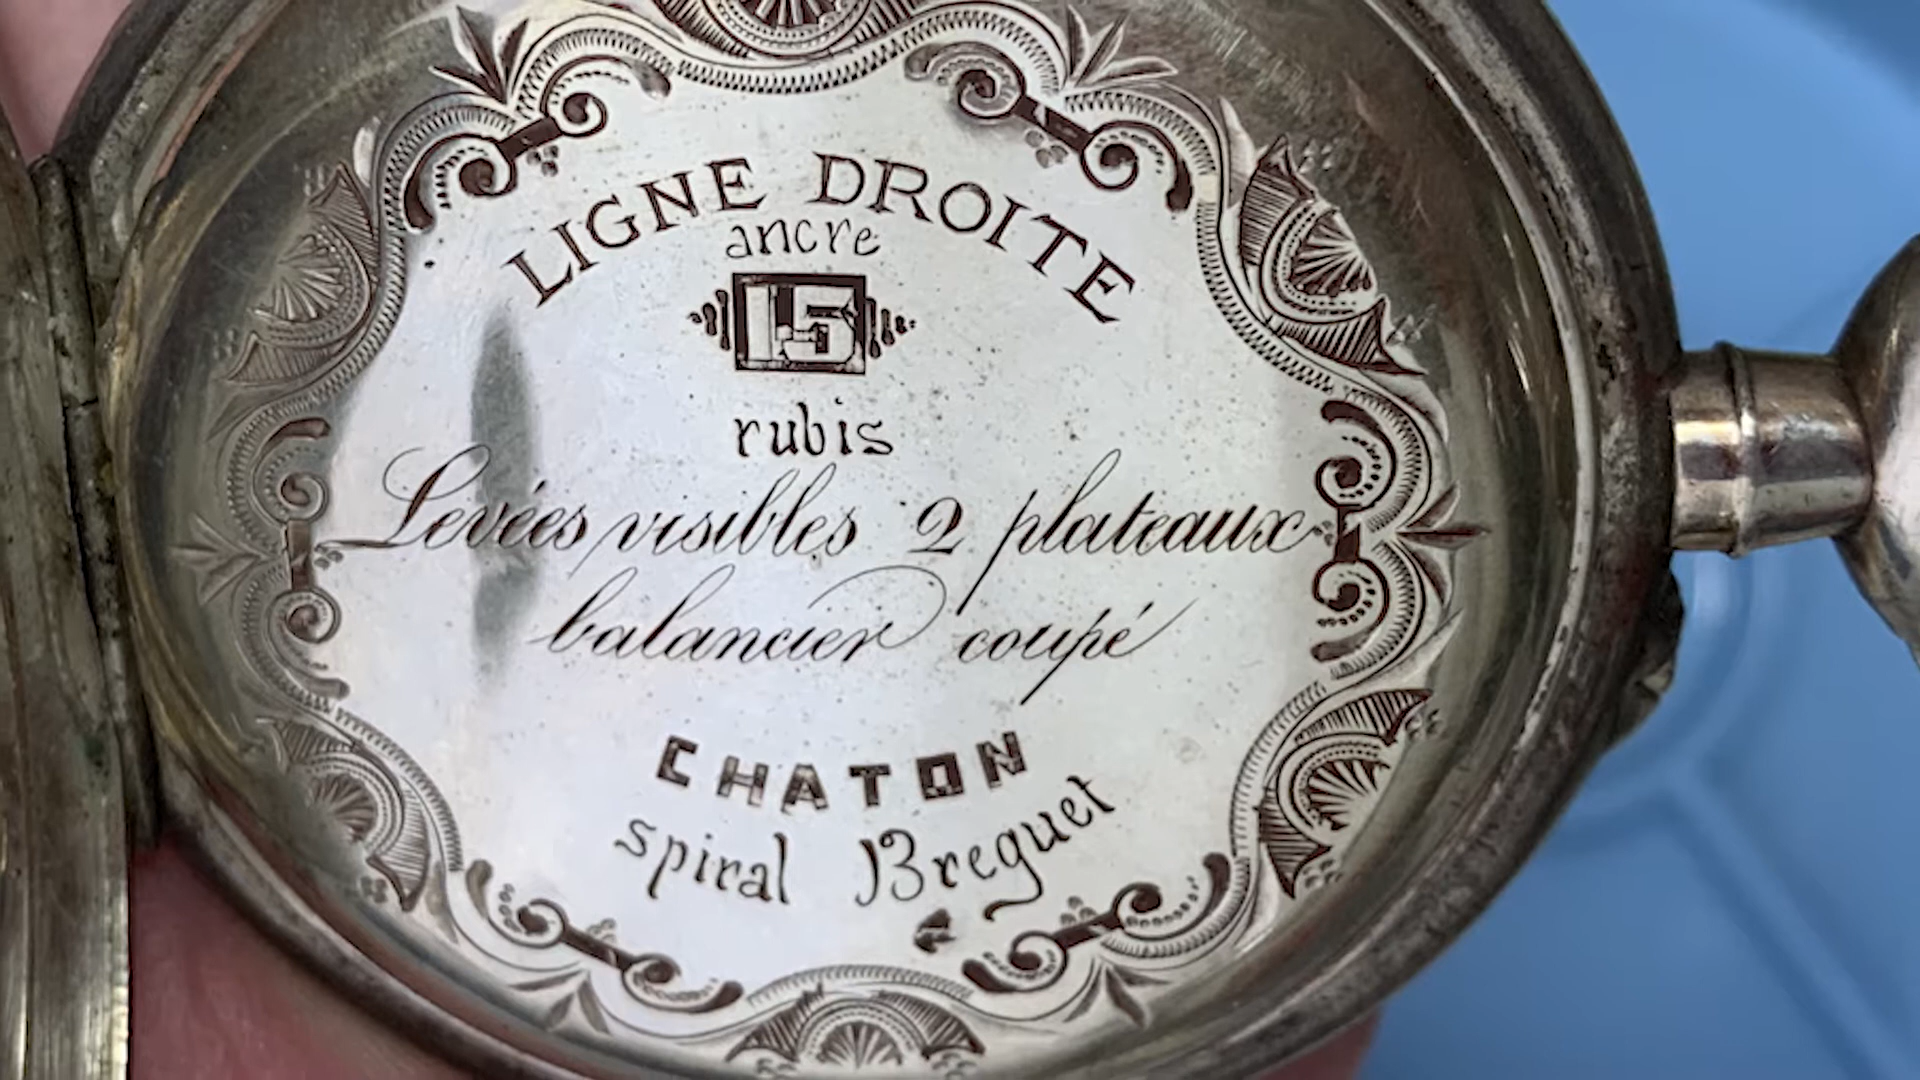 LIGNE DROITE
ancre
15
rubis
Levées visibles 2 plateaux
balancier coupé
CHATON
spiral Breguet